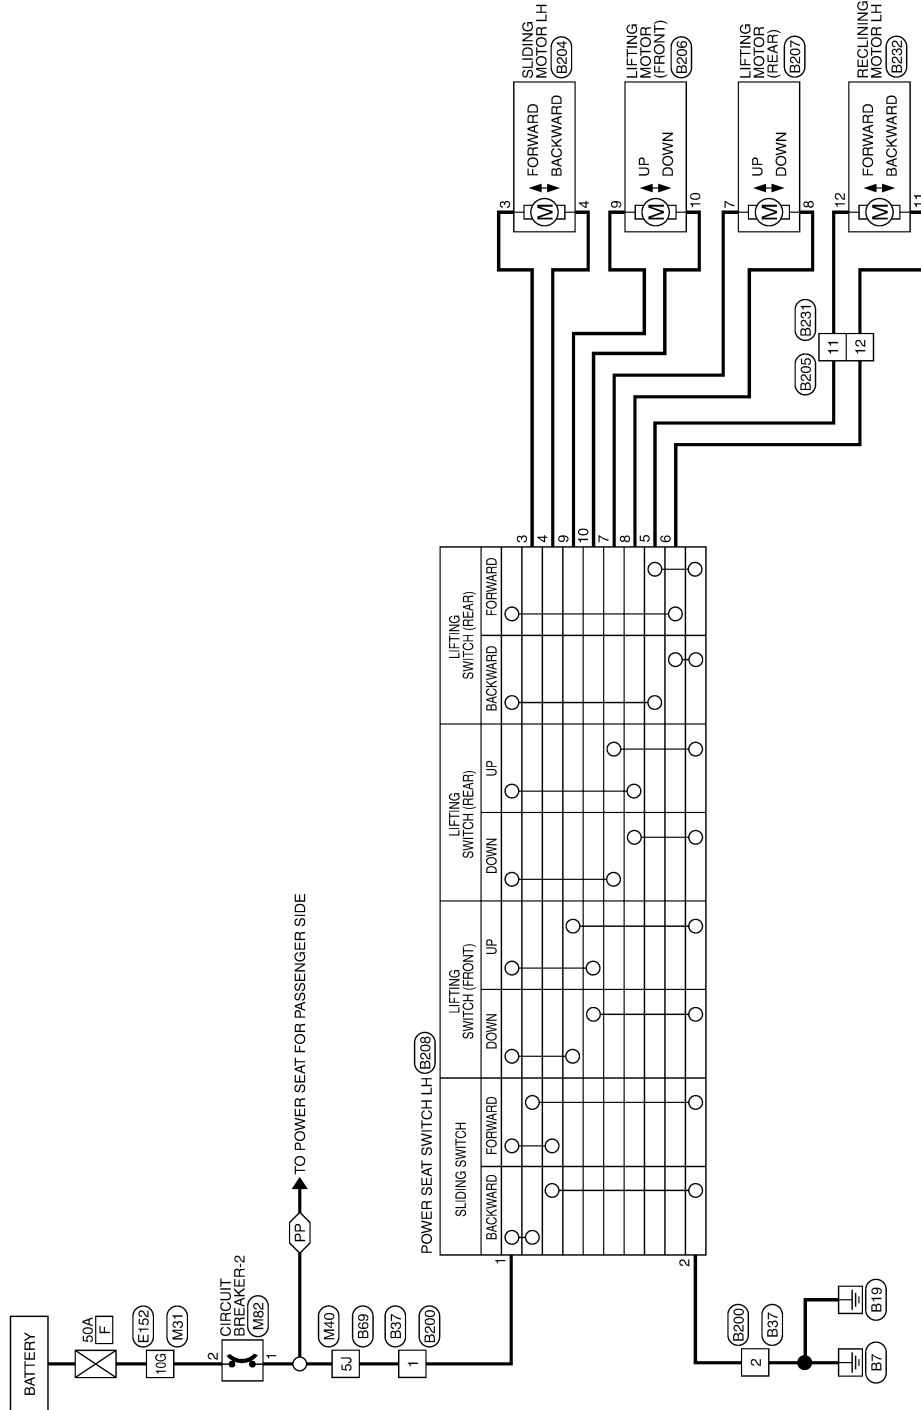 BATTERY
50A
F
E152
10G
M31
2
CIRCUIT
BREAKER-2
M82
1
PP
TO POWER SEAT FOR PASSENGER SIDE
M40
5J
B69
B37
1
B200
POWER SEAT SWITCH LH
B208
SLIDING SWITCH
LIFTING
SWITCH (FRONT)
LIFTING
SWITCH (REAR)
LIFTING
SWITCH (REAR)
BACKWARD
FORWARD
DOWN
UP
DOWN
UP
BACKWARD
FORWARD
1
2
3
4
9
10
7
8
5
6
B200
2
B37
B7
B19
SLIDING
MOTOR LH
B204
3
M
FORWARD
BACKWARD
4
LIFTING
MOTOR
(FRONT)
B206
9
M
UP
DOWN
10
LIFTING
MOTOR
(REAR)
B207
7
M
UP
DOWN
8
B205
B231
11
12
RECLINING
MOTOR LH
B232
12
M
FORWARD
BACKWARD
11